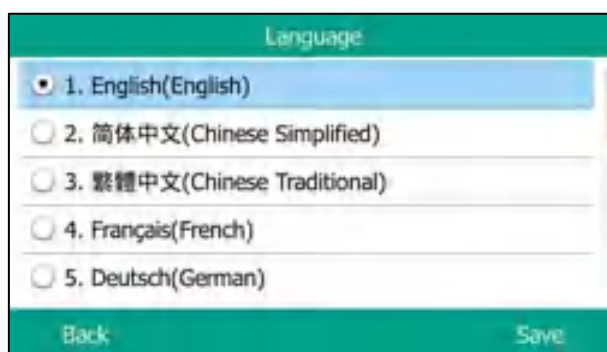 Language
1. English(English)
2. 简体中文(Chinese Simplified)
3. 繁體中文(Chinese Traditional)
4. Français(French)
5. Deutsch(German)
Back Save